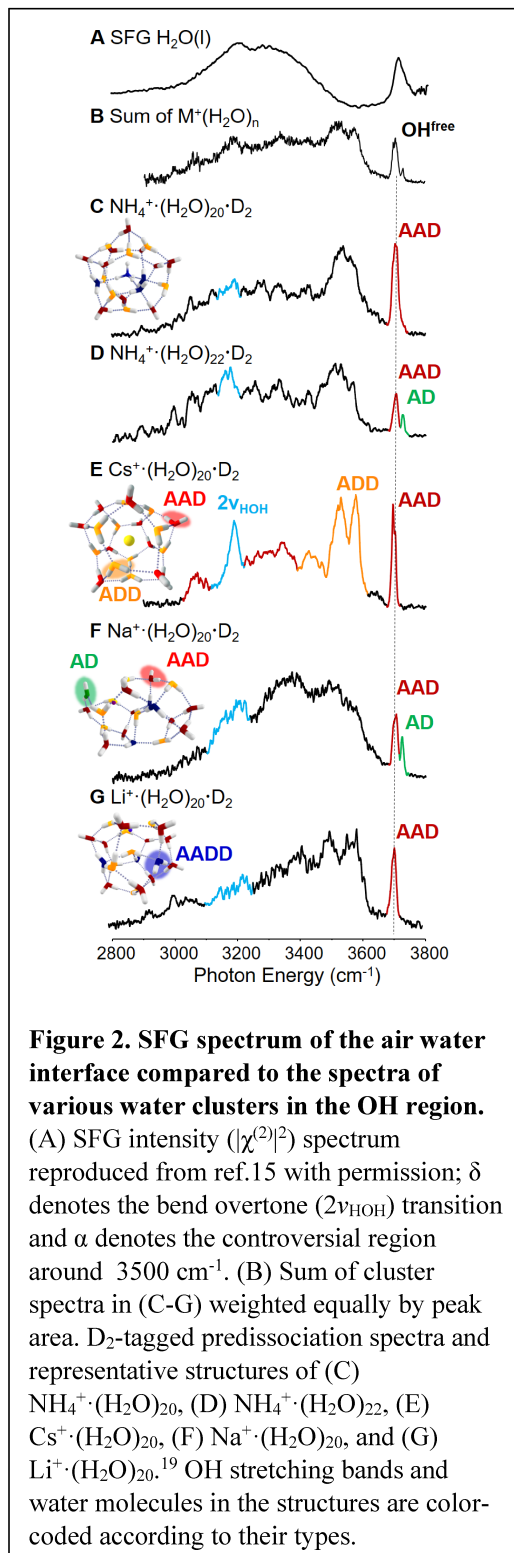 A SFG H₂O(l)
B Sum of M⁺(H₂O)ₙ
OHᶠʳᵉᵉ
C NH₄⁺·(H₂O)₂₀·D₂
AAD
D NH₄⁺·(H₂O)₂₂·D₂
AAD
AD
E Cs⁺·(H₂O)₂₀·D₂
AAD
2ν_HOH
ADD
AAD
ADD
F Na⁺·(H₂O)₂₀·D₂
AD
AAD
AAD
AD
G Li⁺·(H₂O)₂₀·D₂
AAD
AADD
2800 3000 3200 3400 3600 3800
Photon Energy (cm⁻¹)
Figure 2. SFG spectrum of the air water
interface compared to the spectra of
various water clusters in the OH region.
(A) SFG intensity (|χ⁽²⁾|²) spectrum
reproduced from ref.15 with permission; δ
denotes the bend overtone (2ν_HOH) transition
and α denotes the controversial region
around 3500 cm⁻¹. (B) Sum of cluster
spectra in (C-G) weighted equally by peak
area. D₂-tagged predissociation spectra and
representative structures of (C)
NH₄⁺·(H₂O)₂₀, (D) NH₄⁺·(H₂O)₂₂, (E)
Cs⁺·(H₂O)₂₀, (F) Na⁺·(H₂O)₂₀, and (G)
Li⁺·(H₂O)₂₀.¹⁹ OH stretching bands and
water molecules in the structures are color-
coded according to their types.